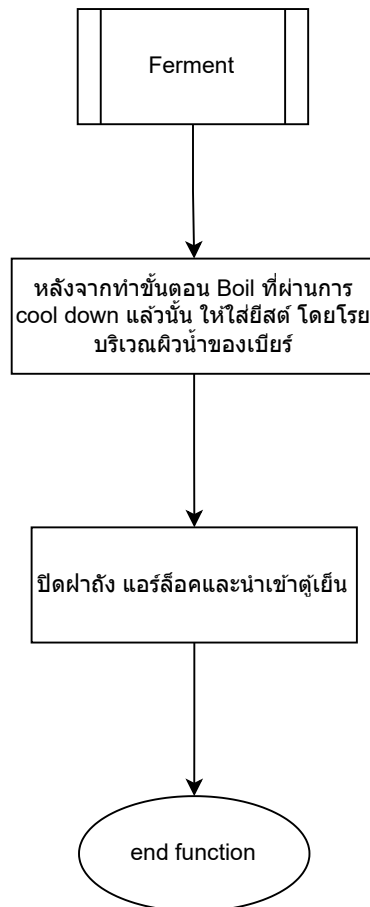 Ferment
หลังจากทำขั้นตอน Boil ที่ผ่านการ
cool down แล้วนั้น ให้ใส่ยีสต์ โดยโรย
บริเวณผิวน้ำของเบียร์
ปิดฝาถัง แอร์ล็อคและนำเข้าตู้เย็น
end function